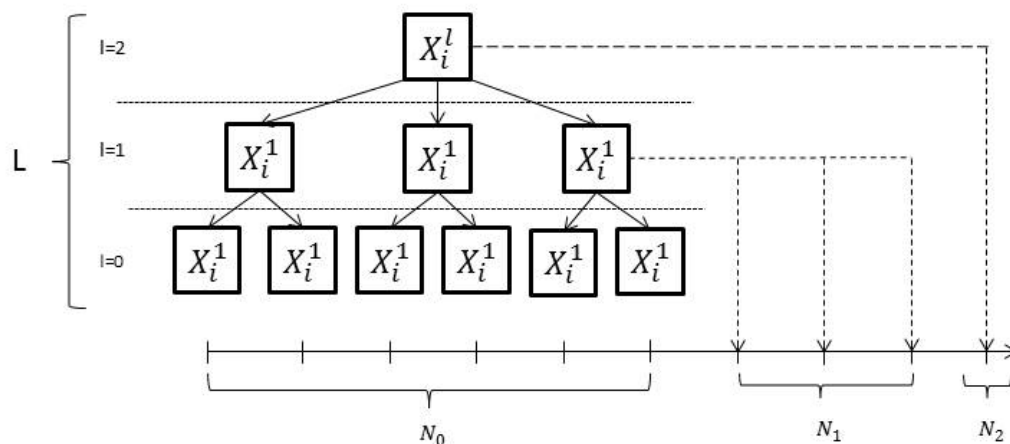 l=2
$X_i^l$
L
l=1
$X_i^1$ $X_i^1$ $X_i^1$
l=0
$X_i^1$ $X_i^1$ $X_i^1$ $X_i^1$ $X_i^1$ $X_i^1$
$N_0$ $N_1$ $N_2$